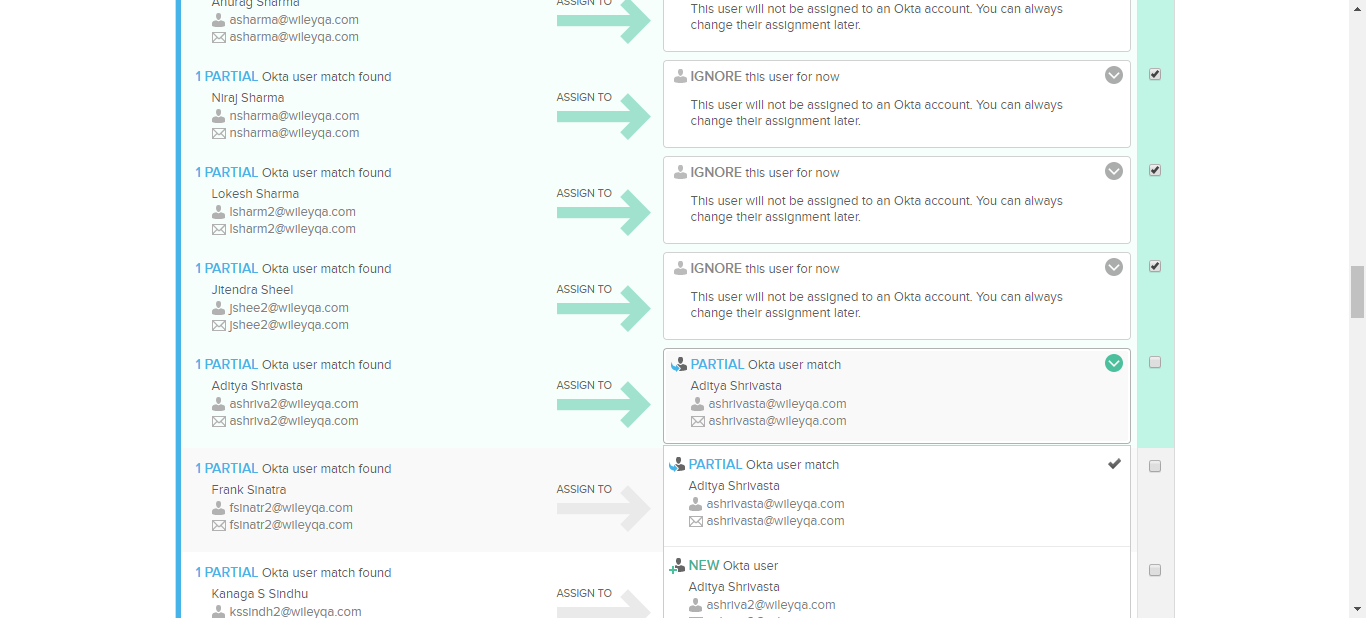 Anurag Sharma
asharma@wileyqa.com
asharma@wileyqa.com
ASSIGN TO
This user will not be assigned to an Okta account. You can always
change their assignment later.
1 PARTIAL Okta user match found
Niraj Sharma
nsharma@wileyqa.com
nsharma@wileyqa.com
ASSIGN TO
IGNORE this user for now
This user will not be assigned to an Okta account. You can always
change their assignment later.
1 PARTIAL Okta user match found
Lokesh Sharma
lsharm2@wileyqa.com
lsharm2@wileyqa.com
ASSIGN TO
IGNORE this user for now
This user will not be assigned to an Okta account. You can always
change their assignment later.
1 PARTIAL Okta user match found
Jitendra Sheel
jshee2@wileyqa.com
jshee2@wileyqa.com
ASSIGN TO
IGNORE this user for now
This user will not be assigned to an Okta account. You can always
change their assignment later.
1 PARTIAL Okta user match found
Aditya Shrivasta
ashriva2@wileyqa.com
ashriva2@wileyqa.com
ASSIGN TO
PARTIAL Okta user match
Aditya Shrivasta
ashrivasta@wileyqa.com
ashrivasta@wileyqa.com
1 PARTIAL Okta user match found
Frank Sinatra
fsinatr2@wileyqa.com
fsinatr2@wileyqa.com
ASSIGN TO
PARTIAL Okta user match
Aditya Shrivasta
ashrivasta@wileyqa.com
ashrivasta@wileyqa.com
1 PARTIAL Okta user match found
Kanaga S Sindhu
kssindh2@wileyqa.com
ASSIGN TO
NEW Okta user
Aditya Shrivasta
ashriva2@wileyqa.com